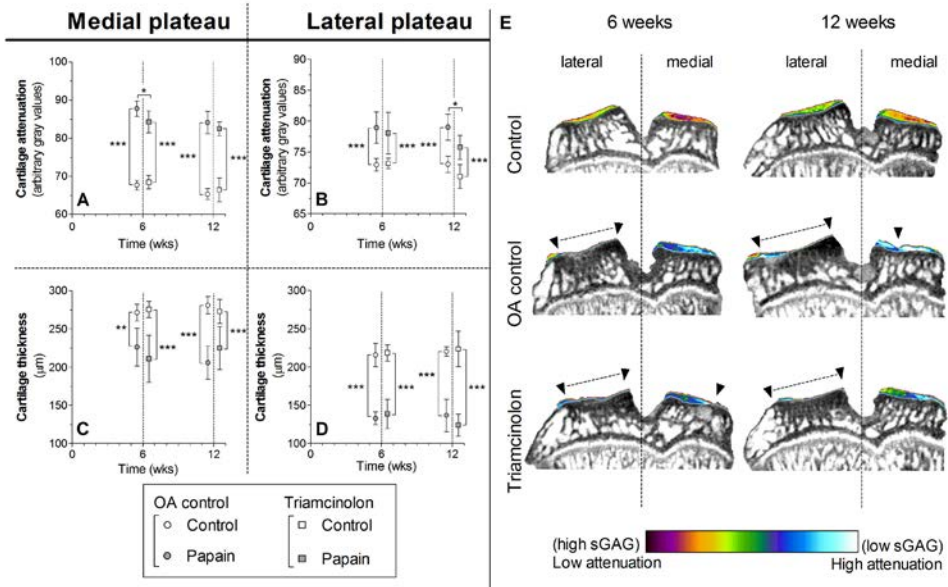 Medial plateau
Lateral plateau
Cartilage attenuation
(arbitrary gray values)
100
90
80
70
60
0
6
12
Time (wks)
A
*
***
***
***
***
Cartilage attenuation
(arbitrary gray values)
90
85
80
75
70
65
0
6
12
Time (wks)
B
*
***
***
***
***
Cartilage thickness
(µm)
300
250
200
150
100
0
6
12
Time (wks)
C
**
***
***
***
Cartilage thickness
(µm)
300
250
200
150
100
0
6
12
Time (wks)
D
***
***
***
***
OA control
Triamcinolon
Control
Control
Papain
Papain
E
6 weeks
12 weeks
lateral
medial
lateral
medial
Control
OA control
Triamcinolon
(high sGAG)
Low attenuation
(low sGAG)
High attenuation